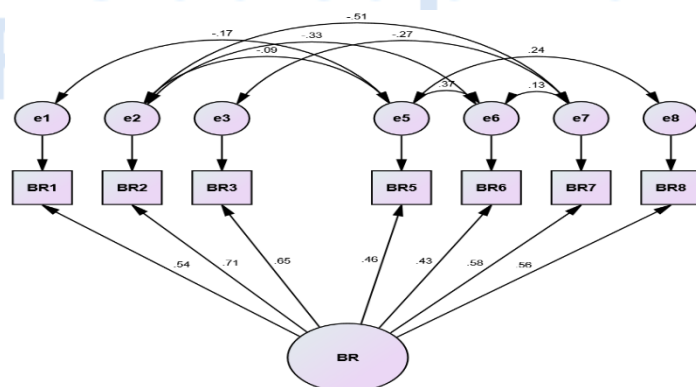 -.51
-.17
-.33
-.27
.24
-.09
.37
.13
e1
e2
e3
e5
e6
e7
e8
BR1
BR2
BR3
BR5
BR6
BR7
BR8
.54
.71
.65
.46
.43
.58
.56
BR